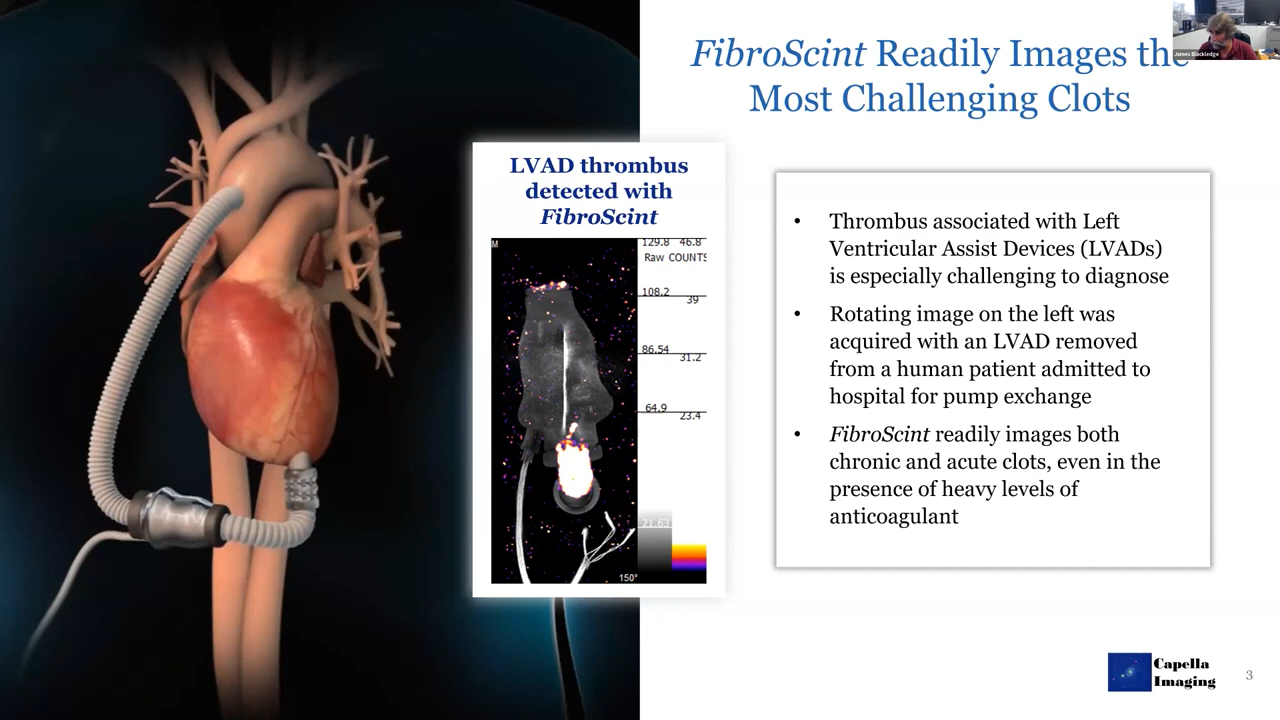 FibroScint Readily Images the
Most Challenging Clots
James Blackledge
LVAD thrombus
detected with
FibroScint
M
129.8 46.8
Raw COUNTS
108.2
39
86.54
31.2
64.9
23.4
21.63
150°
• Thrombus associated with Left
Ventricular Assist Devices (LVADs)
is especially challenging to diagnose
• Rotating image on the left was
acquired with an LVAD removed
from a human patient admitted to
hospital for pump exchange
• FibroScint readily images both
chronic and acute clots, even in the
presence of heavy levels of
anticoagulant
Capella
Imaging
3